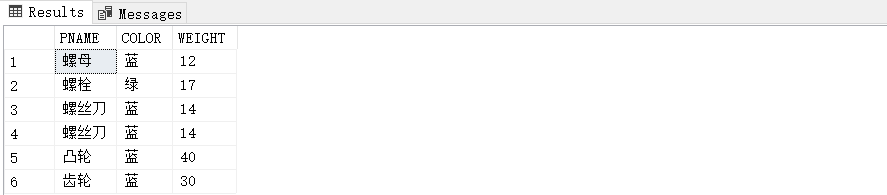 Results Messages
PNAME COLOR WEIGHT
1 螺母 蓝 12
2 螺栓 绿 17
3 螺丝刀 蓝 14
4 螺丝刀 蓝 14
5 凸轮 蓝 40
6 齿轮 蓝 30